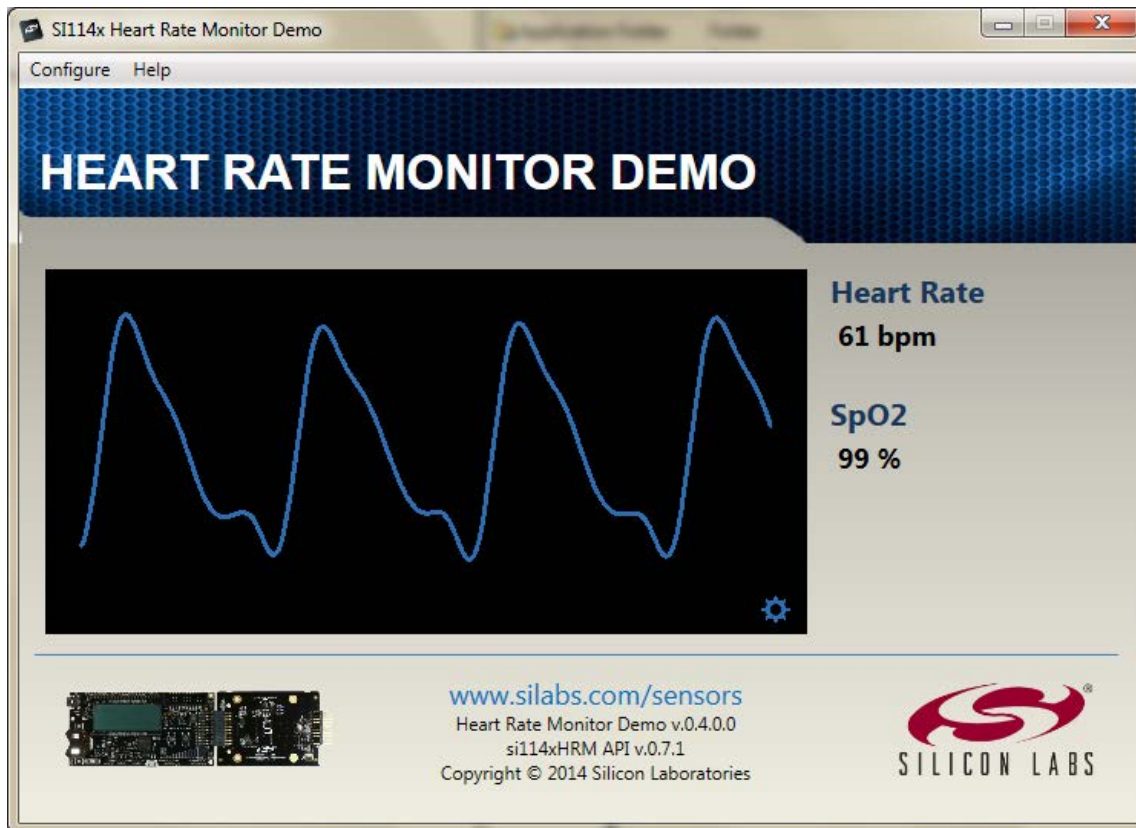 SI114x Heart Rate Monitor Demo
Configure Help
HEART RATE MONITOR DEMO
Heart Rate
61 bpm
SpO2
99 %
www.silabs.com/sensors
Heart Rate Monitor Demo v.0.4.0.0
si114xHRM API v.0.7.1
Copyright © 2014 Silicon Laboratories
®
SILICON LABS